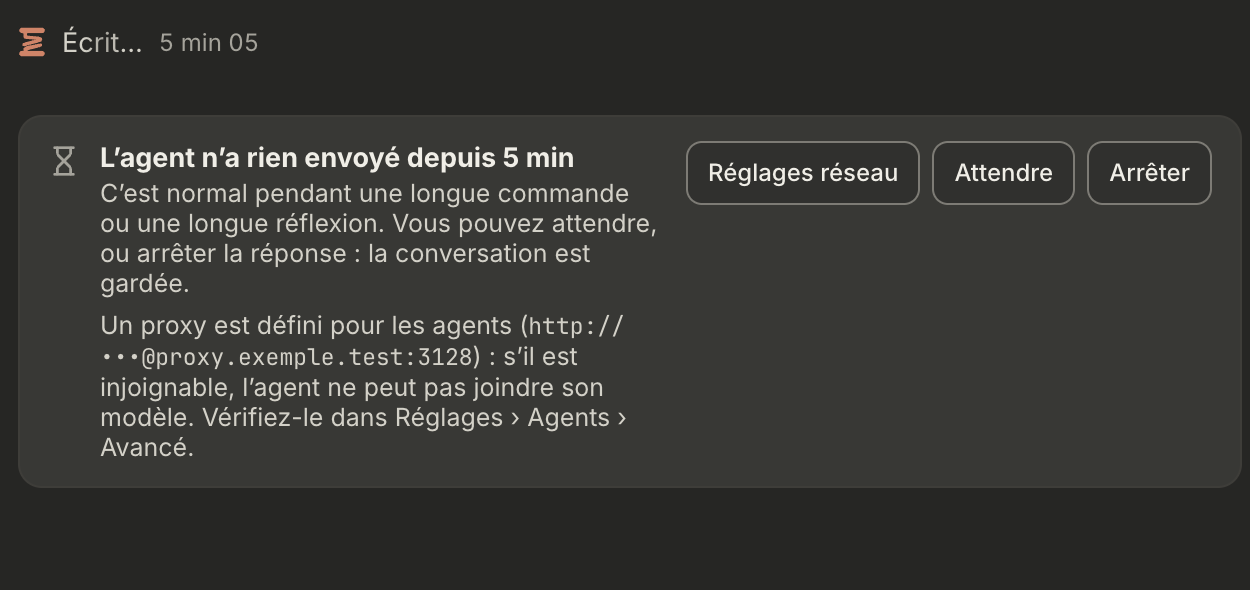 Écrit… 5 min 05
L’agent n’a rien envoyé depuis 5 min
C’est normal pendant une longue commande
ou une longue réflexion. Vous pouvez attendre,
ou arrêter la réponse : la conversation est
gardée.
Un proxy est défini pour les agents (http://
•••@proxy.exemple.test:3128) : s’il est
injoignable, l’agent ne peut pas joindre son
modèle. Vérifiez-le dans Réglages › Agents ›
Avancé.
Réglages réseau
Attendre
Arrêter